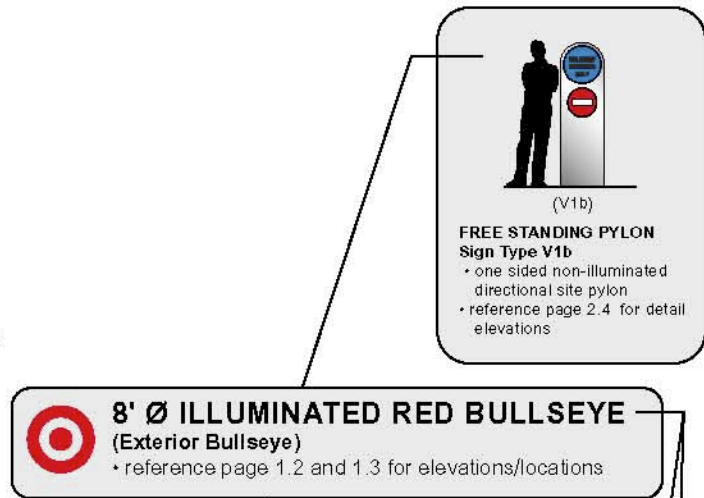 (V1b)
FREE STANDING PYLON
Sign Type V1b
• one sided non-illuminated
directional site pylon
• reference page 2.4 for detail
elevations
8' Ø ILLUMINATED RED BULLSEYE
(Exterior Bullseye)
• reference page 1.2 and 1.3 for elevations/locations